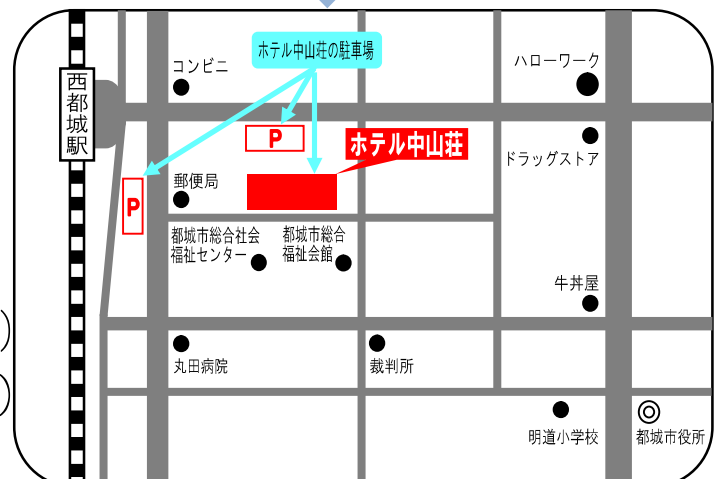 コンビニ
ホテル中山荘の駐車場
ハローワーク
西都城駅
P
ホテル中山荘
ドラッグストア
郵便局
P
都城市総合社会
福祉センター
都城市総合
福祉会館
牛丼屋
丸田病院
裁判所
明道小学校
都城市役所